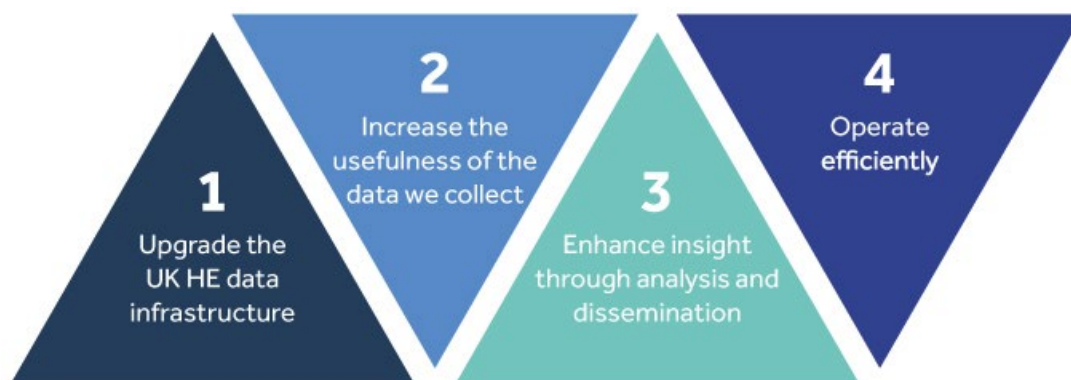 1
Upgrade the
UK HE data
infrastructure
2
Increase the
usefulness of the
data we collect
3
Enhance insight
through analysis and
dissemination
4
Operate
efficiently